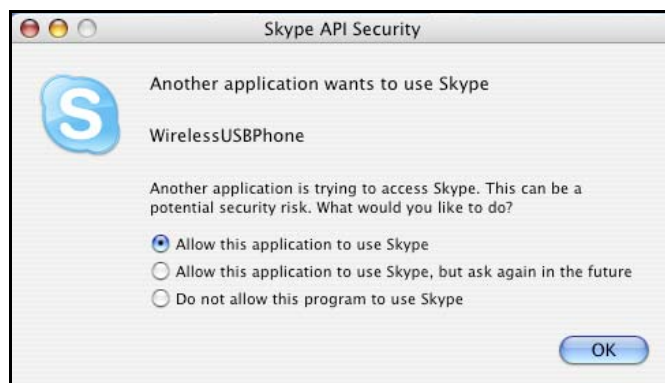 Skype API Security
Another application wants to use Skype
WirelessUSBPhone
Another application is trying to access Skype. This can be a
potential security risk. What would you like to do?
Allow this application to use Skype
Allow this application to use Skype, but ask again in the future
Do not allow this program to use Skype
OK